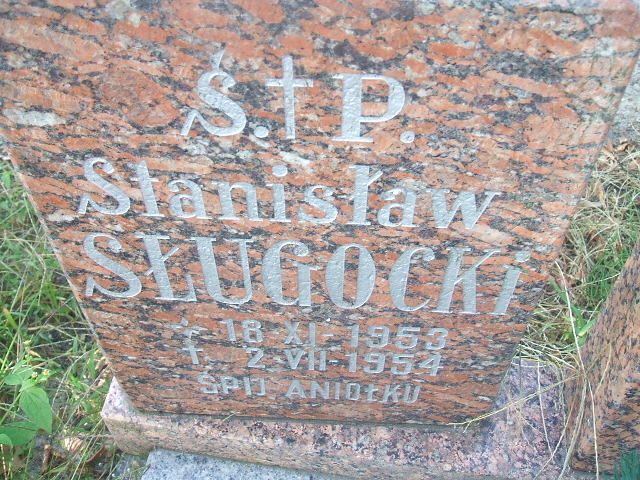 Ś.†P.
Stanisław
SŁUGOCKi
* 18 XI - 1953
† 2. VII - 1954
ŚPIJ ANIOŁKU